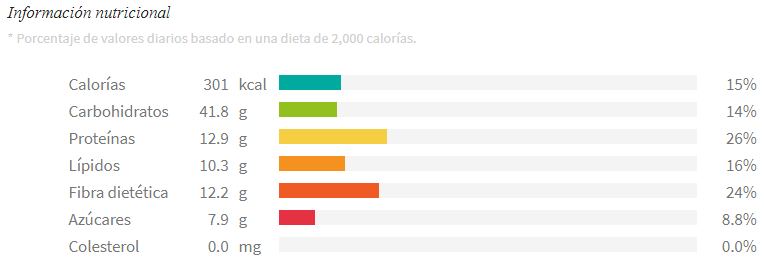 Información nutricional
* Porcentaje de valores diarios basado en una dieta de 2,000 calorías.
Calorías 301 kcal 15%
Carbohidratos 41.8 g 14%
Proteínas 12.9 g 26%
Lípidos 10.3 g 16%
Fibra dietética 12.2 g 24%
Azúcares 7.9 g 8.8%
Colesterol 0.0 mg 0.0%